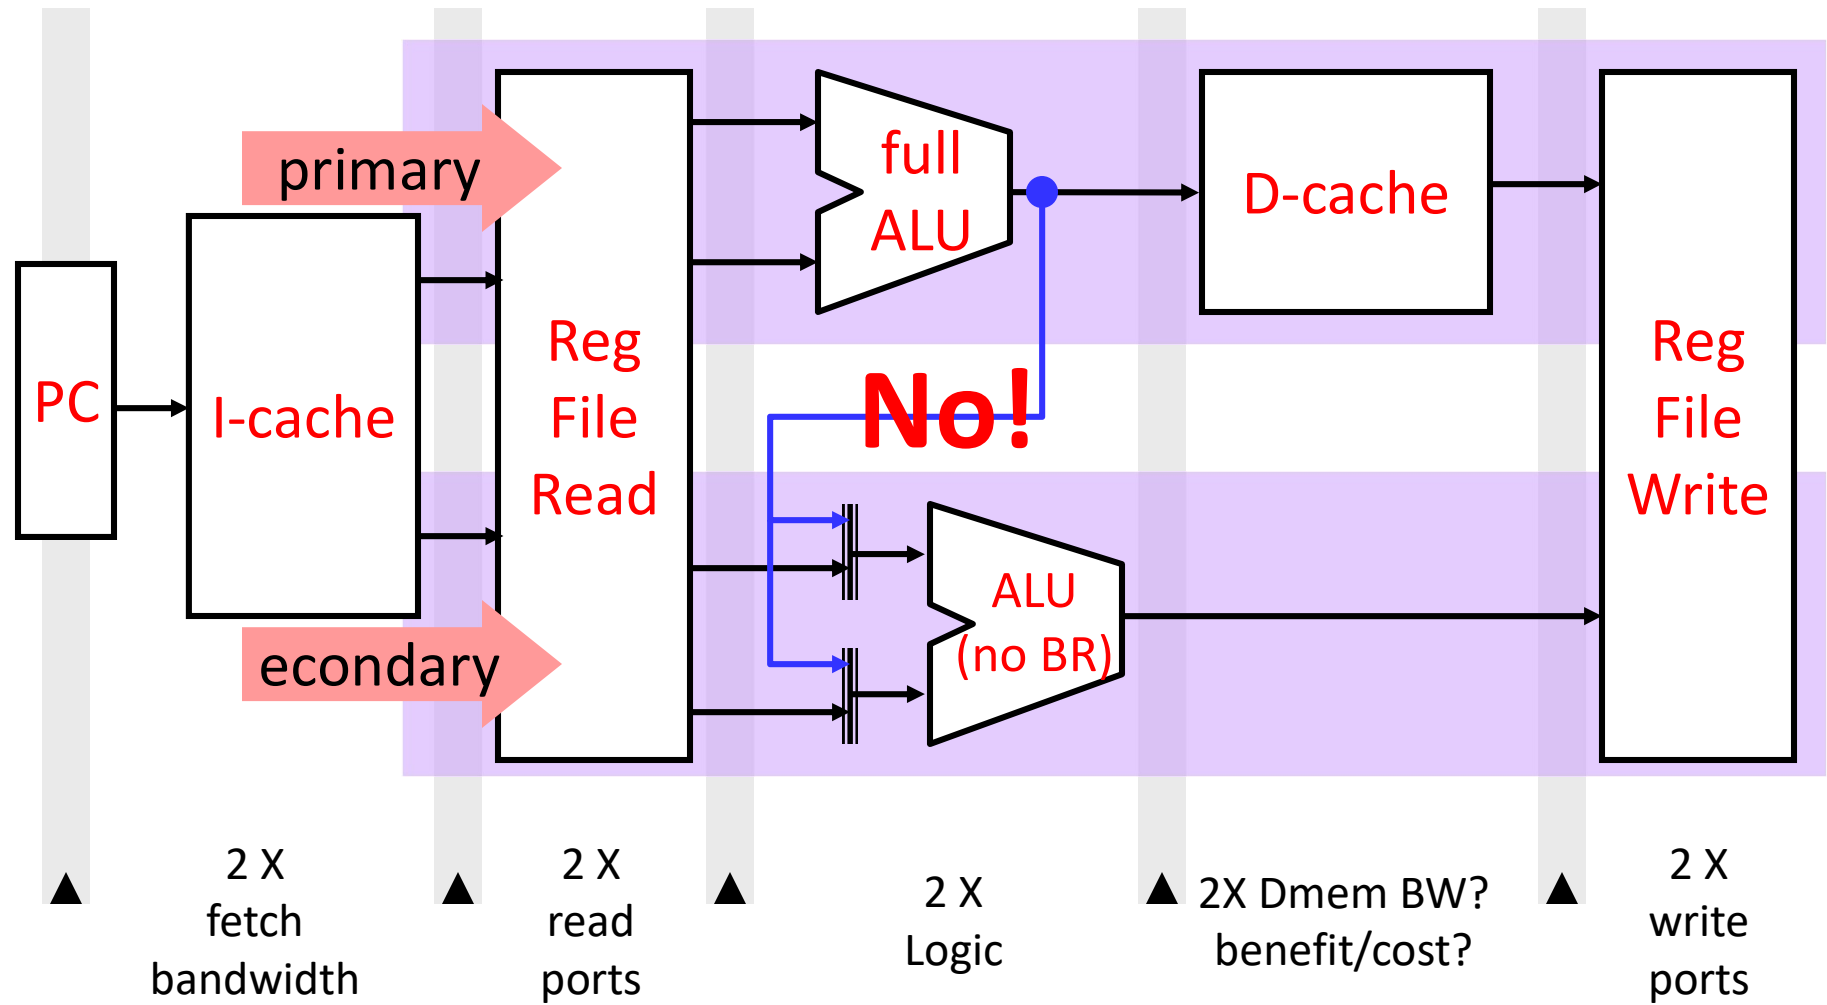 primary
full
ALU
D-cache
PC
I-cache
Reg
File
Read
No!
Reg
File
Write
econdary
ALU
(no BR)
2 X
fetch
bandwidth
2 X
read
ports
2 X
Logic
2X Dmem BW?
benefit/cost?
2 X
write
ports